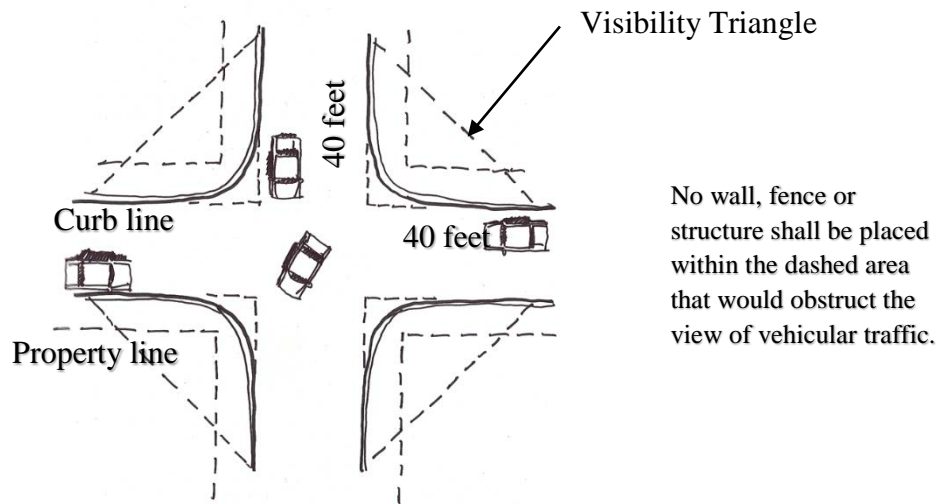 Visibility Triangle
40 feet
Curb line
40 feet
No wall, fence or
structure shall be placed
within the dashed area
that would obstruct the
view of vehicular traffic.
Property line